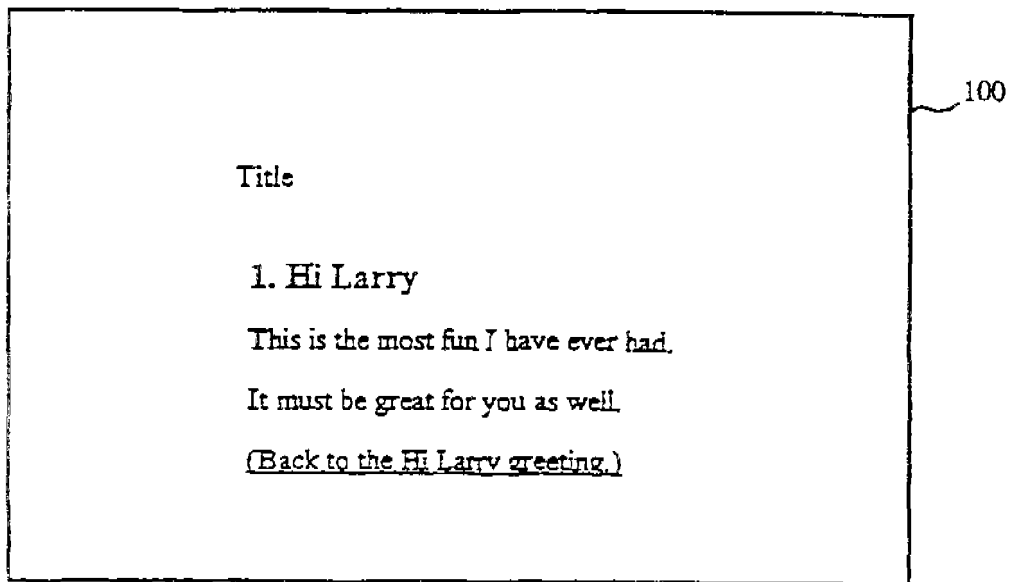 100
Title
1. Hi Larry
This is the most fun I have ever had.
It must be great for you as well.
(Back to the Hi Larry greeting.)